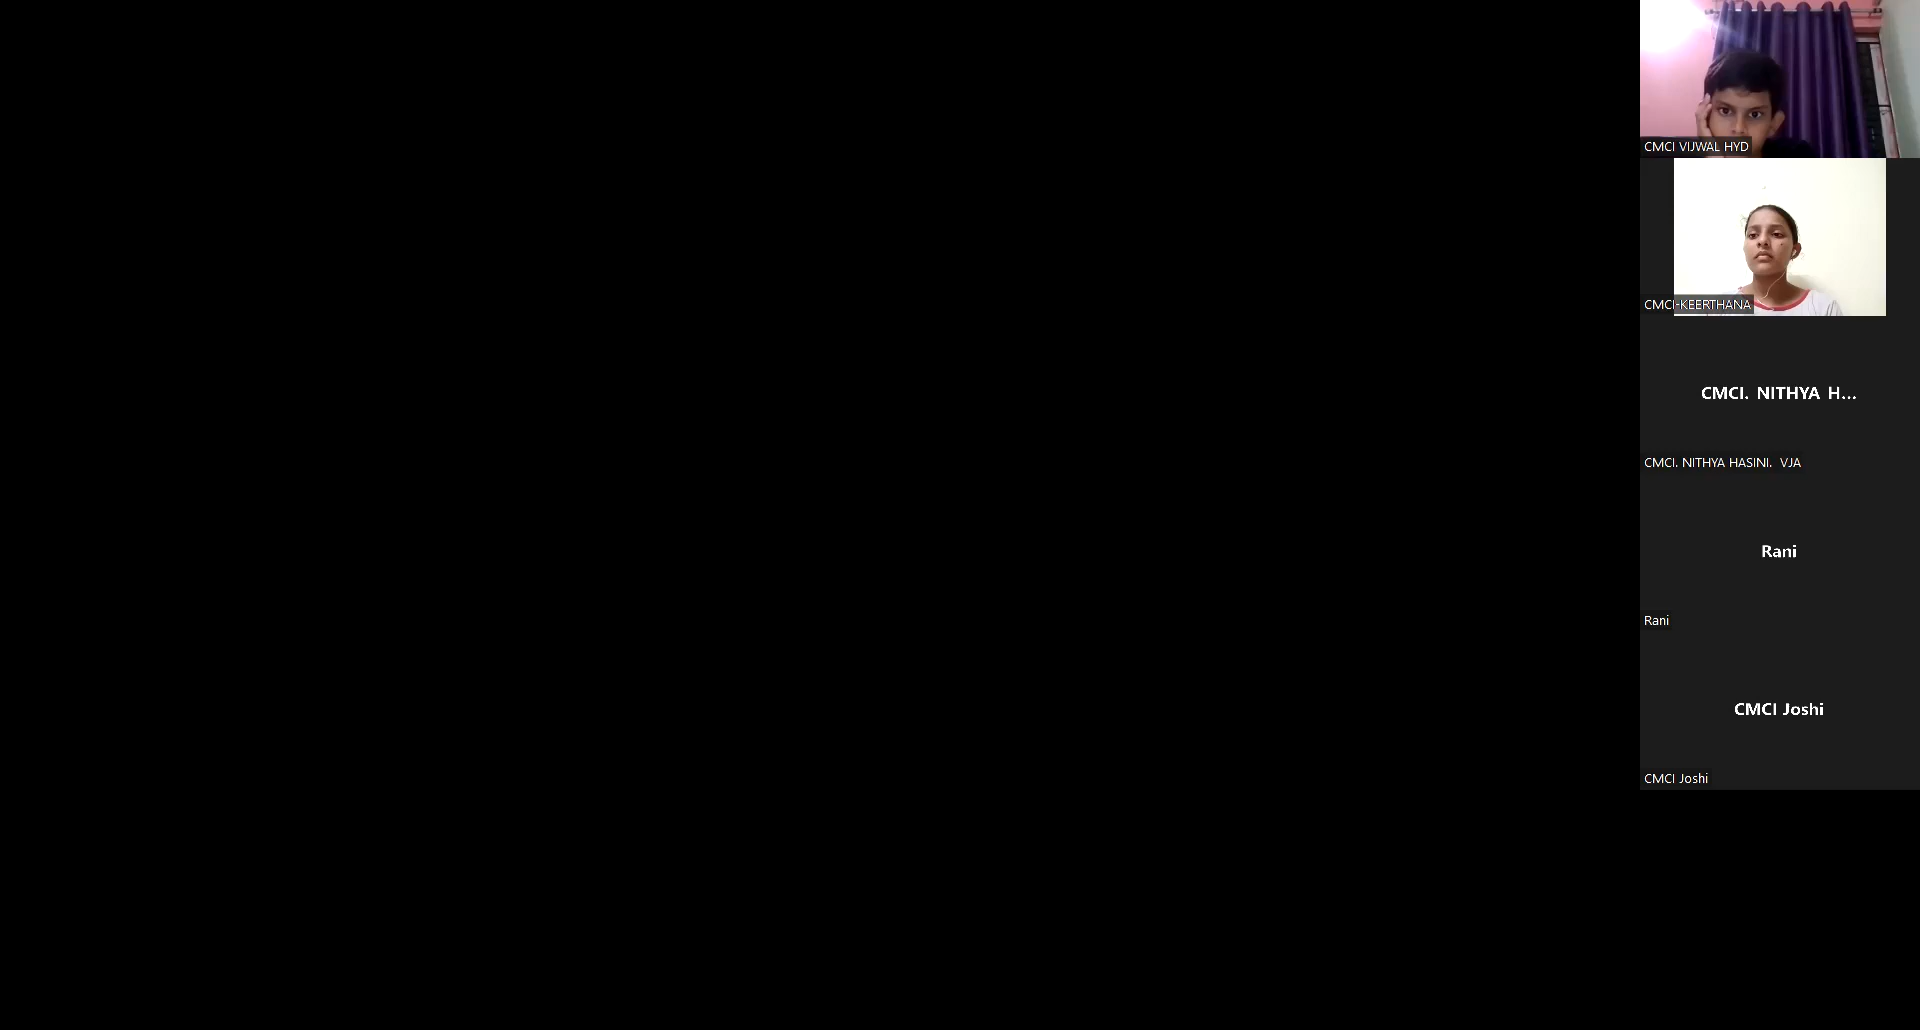 CMCI VIJWAL HYD
CMCI-KEERTHANA
CMCI. NITHYA H...
CMCI. NITHYA HASINI. VJA
Rani
Rani
CMCI Joshi
CMCI Joshi